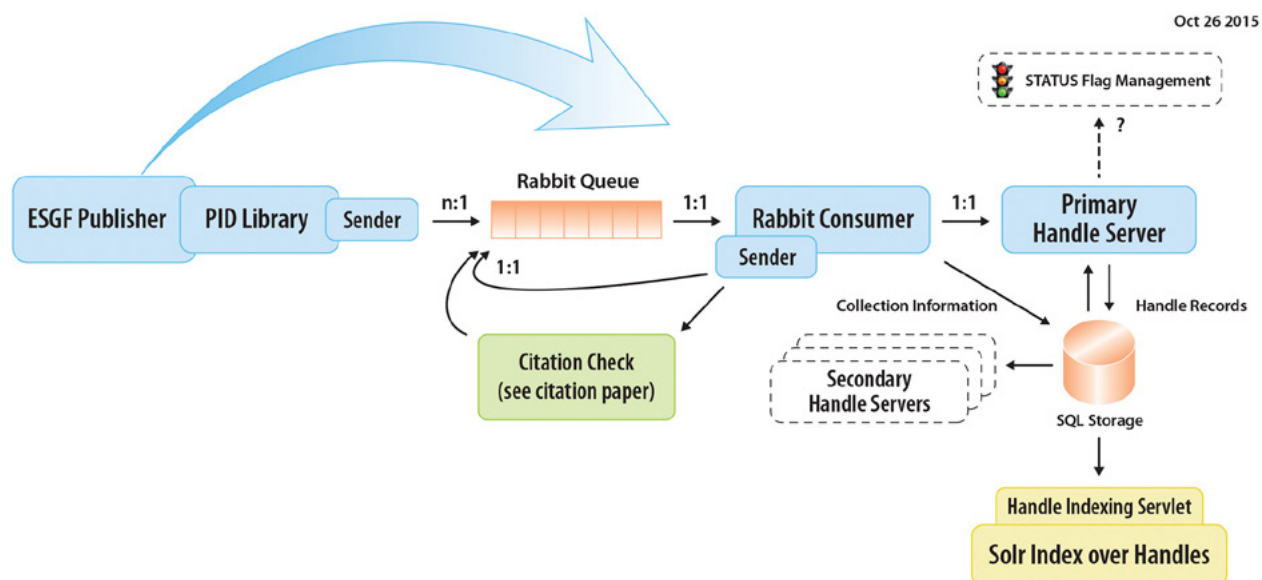 Oct 26 2015
STATUS Flag Management
?
ESGF Publisher
PID Library
Sender
n:1
Rabbit Queue
1:1
Rabbit Consumer
Sender
1:1
Primary
Handle Server
1:1
Collection Information
Handle Records
Citation Check
(see citation paper)
Secondary
Handle Servers
SQL Storage
Handle Indexing Servlet
Solr Index over Handles